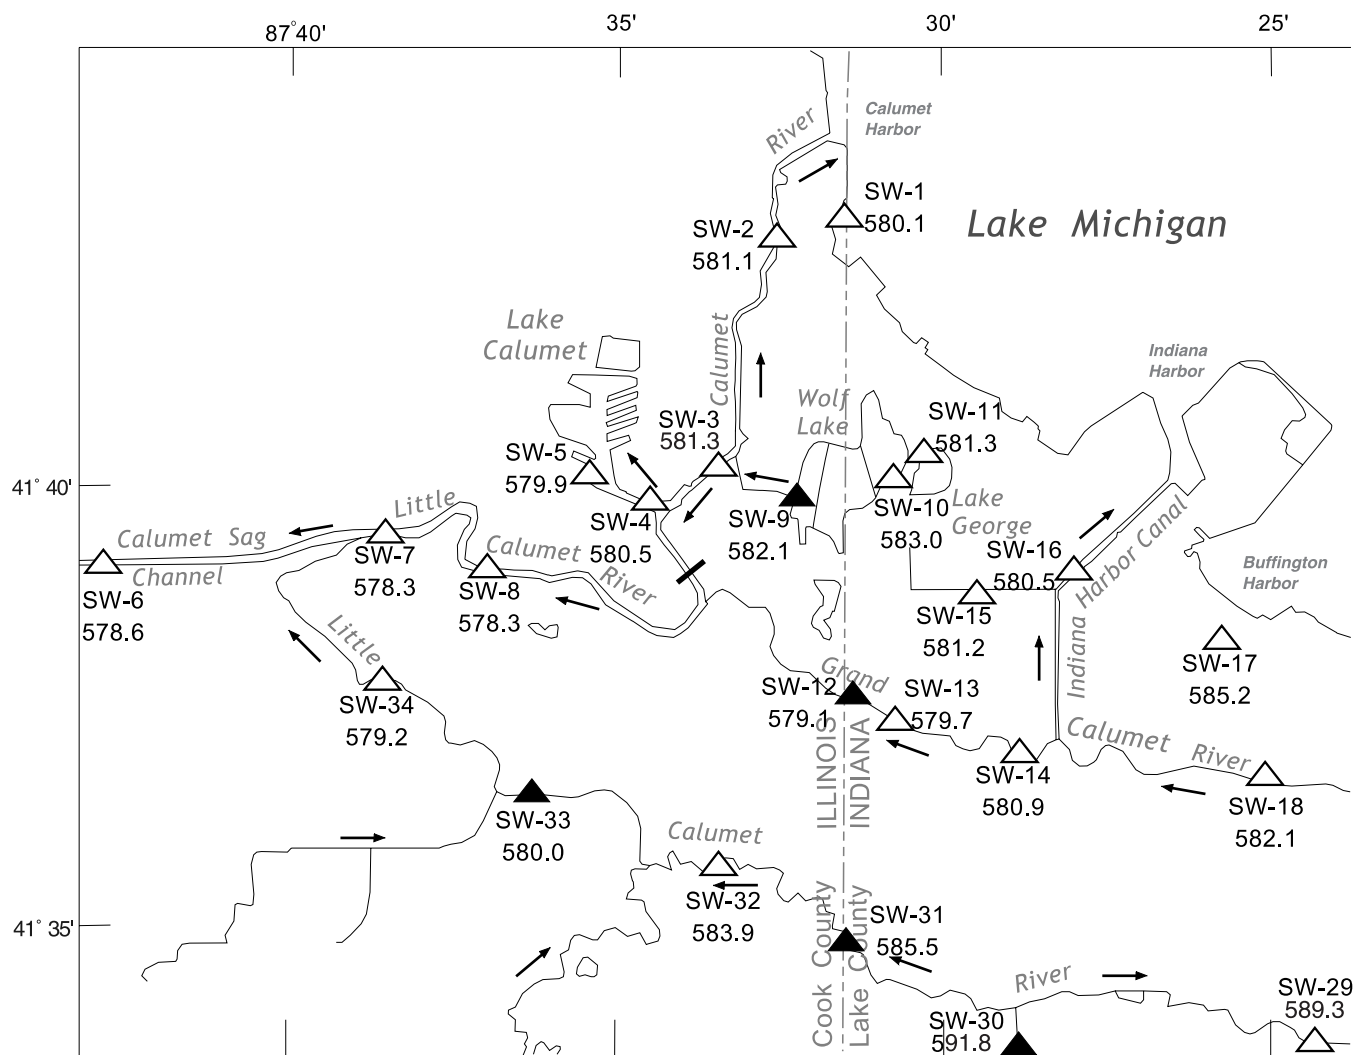 87°40'
35'
30'
25'
Calumet
Harbor
River
SW-1
580.1
Lake Michigan
SW-2
581.1
Lake
Calumet
Calumet
Indiana
Harbor
Wolf
Lake
SW-3
581.3
SW-11
581.3
SW-5
579.9
41° 40'
Little
SW-4
580.5
SW-9
582.1
SW-10
583.0
Lake
George
Calumet Sag
Channel
SW-7
578.3
Calumet
River
SW-8
578.3
SW-16
580.5
Indiana Harbor Canal
Buffington
Harbor
SW-6
578.6
SW-15
581.2
Little
SW-17
585.2
SW-34
579.2
Grand
SW-12
579.1
SW-13
579.7
ILLINOIS
INDIANA
Calumet River
SW-14
580.9
SW-18
582.1
SW-33
580.0
Calumet
SW-32
583.9
41° 35'
SW-31
585.5
Cook County
Lake County
River
SW-29
589.3
SW-30
591.8